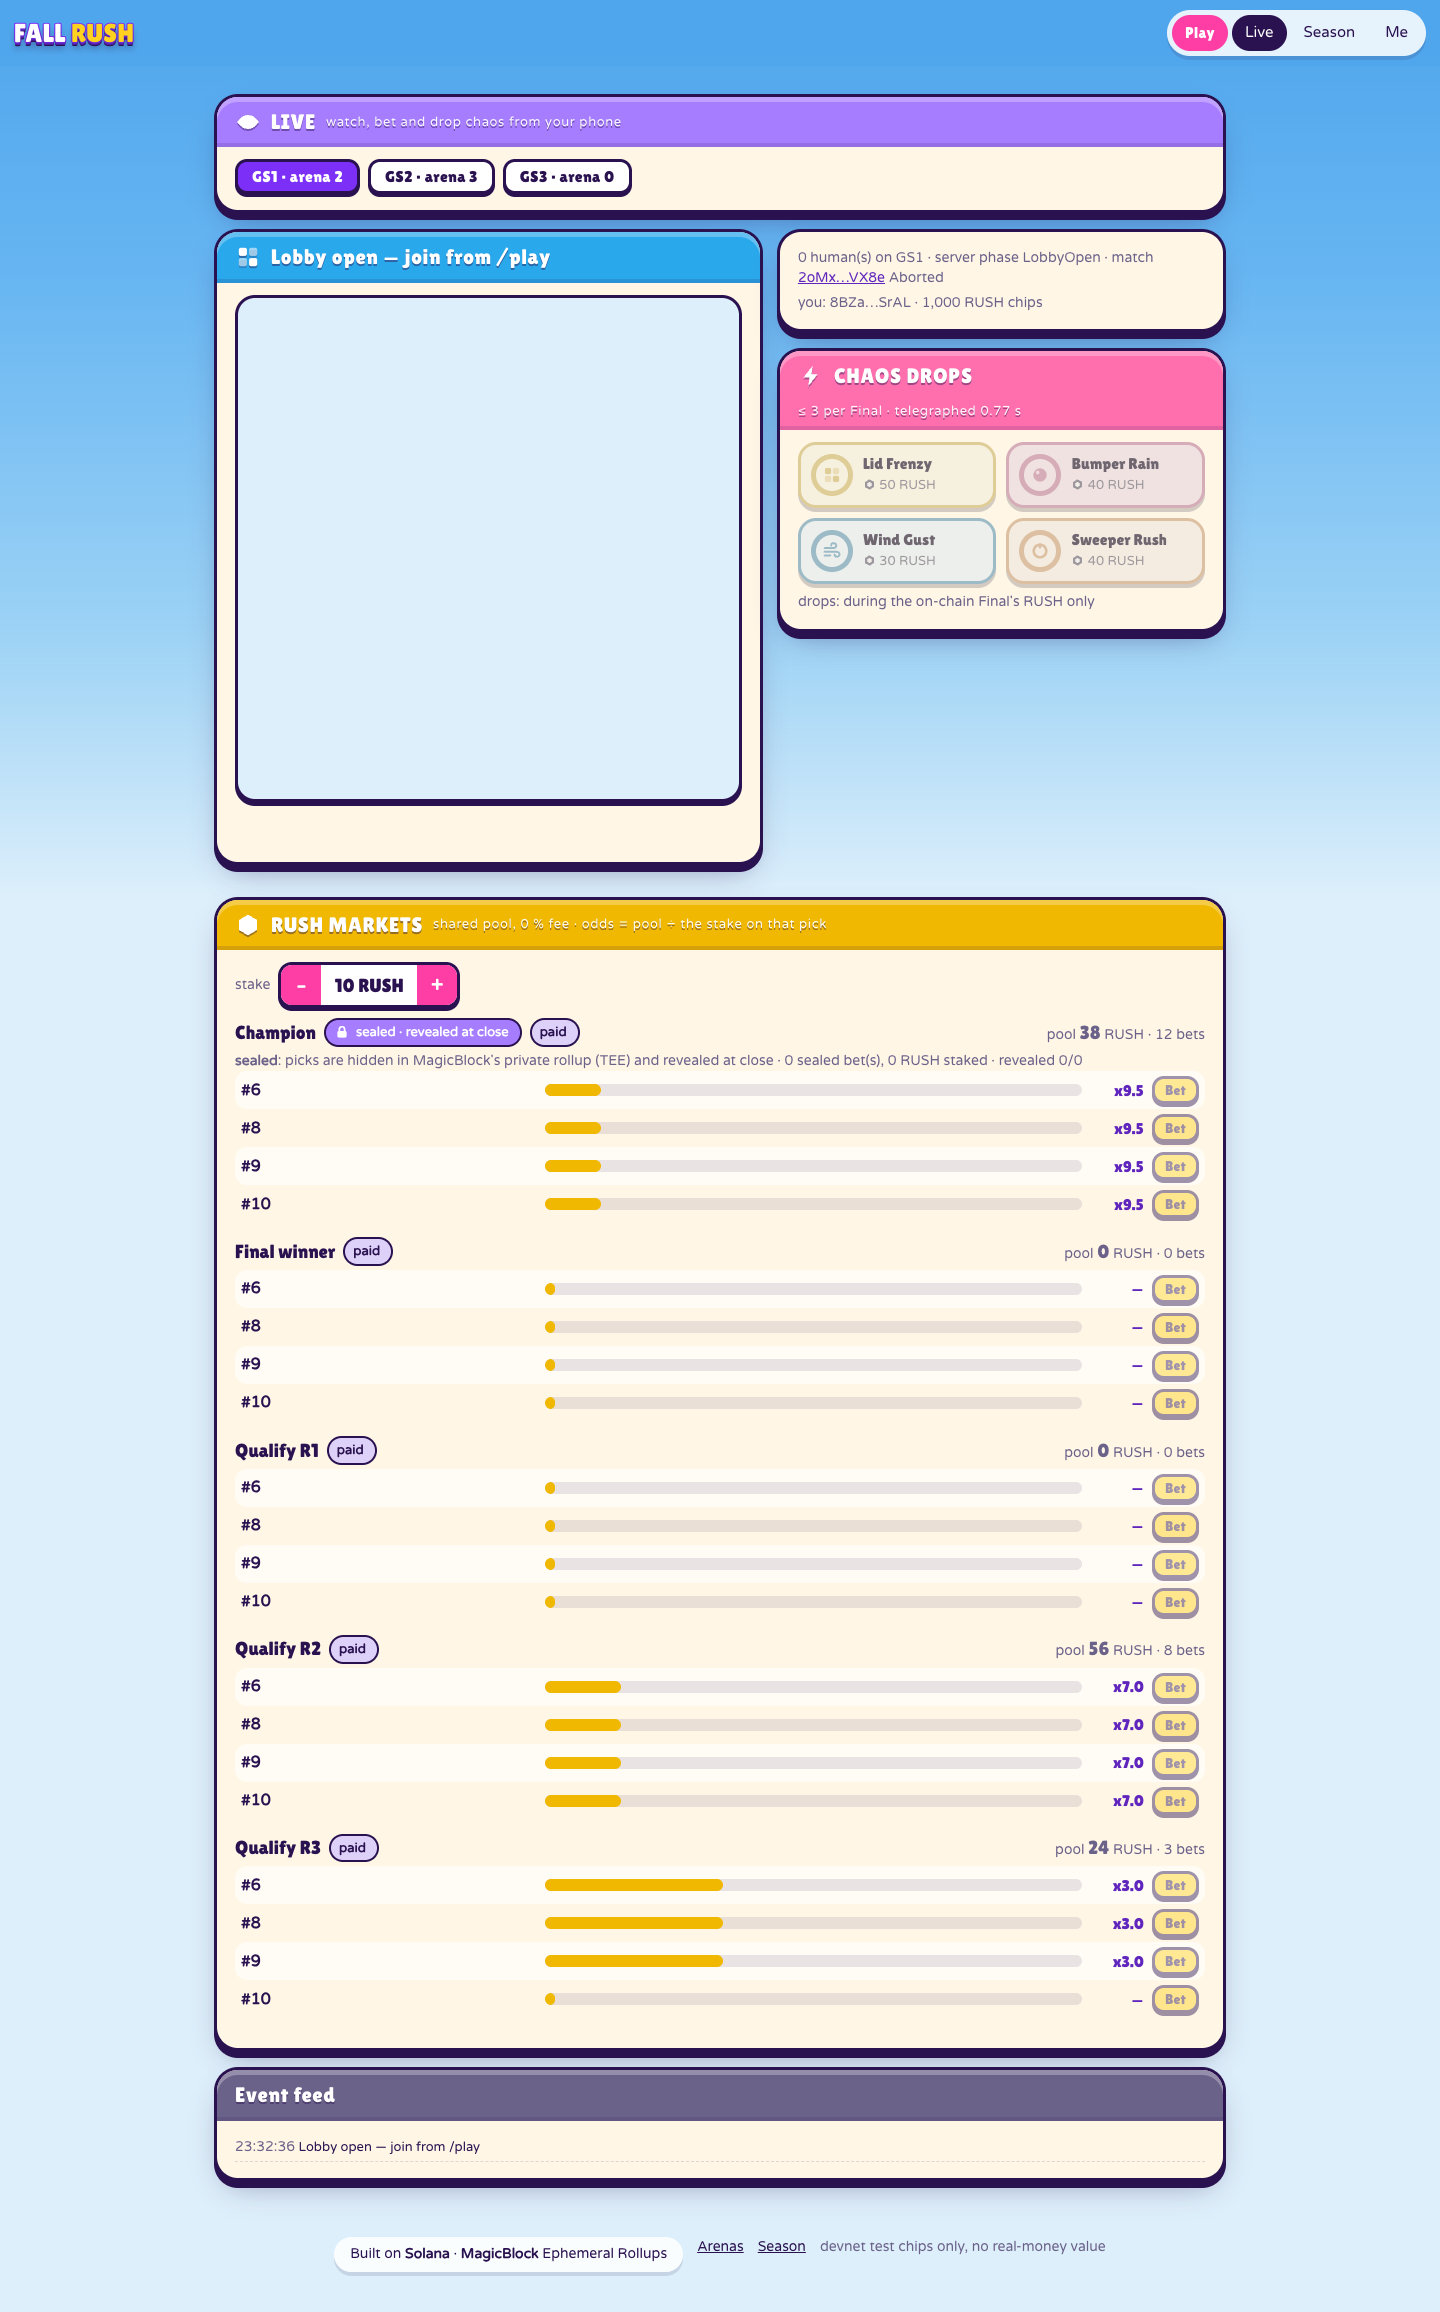 FALL RUSH
Play Live Season Me
LIVE watch, bet and drop chaos from your phone
GS1 · arena 2 GS2 · arena 3 GS3 · arena 0
Lobby open — join from /play
0 human(s) on GS1 · server phase LobbyOpen · match
2oMx…VX8e Aborted
you: 8BZa…SrAL · 1,000 RUSH chips
CHAOS DROPS
≤ 3 per Final · telegraphed 0.77 s
Lid Frenzy
50 RUSH
Bumper Rain
40 RUSH
Wind Gust
30 RUSH
Sweeper Rush
40 RUSH
drops: during the on-chain Final's RUSH only
RUSH MARKETS shared pool, 0 % fee · odds = pool ÷ the stake on that pick
stake – 10 RUSH +
Champion sealed · revealed at close paid pool 38 RUSH · 12 bets
sealed: picks are hidden in MagicBlock's private rollup (TEE) and revealed at close · 0 sealed bet(s), 0 RUSH staked · revealed 0/0
#6 x9.5 Bet
#8 x9.5 Bet
#9 x9.5 Bet
#10 x9.5 Bet
Final winner paid pool 0 RUSH · 0 bets
#6 — Bet
#8 — Bet
#9 — Bet
#10 — Bet
Qualify R1 paid pool 0 RUSH · 0 bets
#6 — Bet
#8 — Bet
#9 — Bet
#10 — Bet
Qualify R2 paid pool 56 RUSH · 8 bets
#6 x7.0 Bet
#8 x7.0 Bet
#9 x7.0 Bet
#10 x7.0 Bet
Qualify R3 paid pool 24 RUSH · 3 bets
#6 x3.0 Bet
#8 x3.0 Bet
#9 x3.0 Bet
#10 — Bet
Event feed
23:32:36 Lobby open — join from /play
Built on Solana · MagicBlock Ephemeral Rollups Arenas Season devnet test chips only, no real-money value